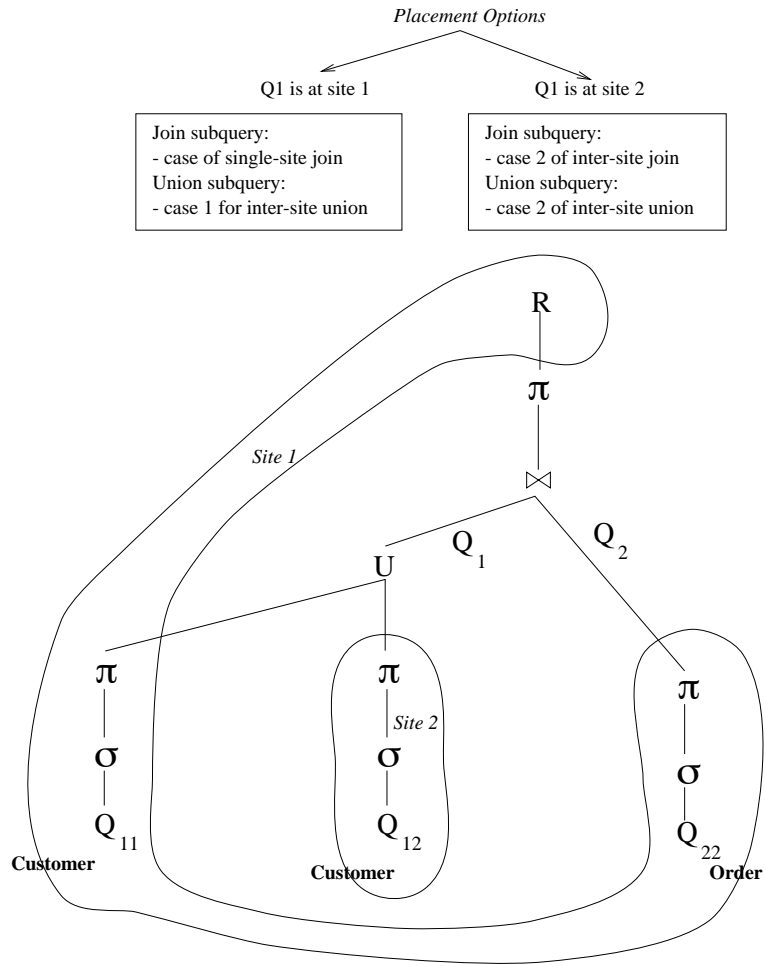 Placement Options
Q1 is at site 1
Q1 is at site 2
Join subquery:
- case of single-site join
Union subquery:
- case 1 for inter-site union
Join subquery:
- case 2 of inter-site join
Union subquery:
- case 2 of inter-site union
R
π
Site 1
⋈
Q1
Q2
U
π
π
π
Site 2
σ
σ
σ
Q11
Q12
Q22
Customer
Customer
Order